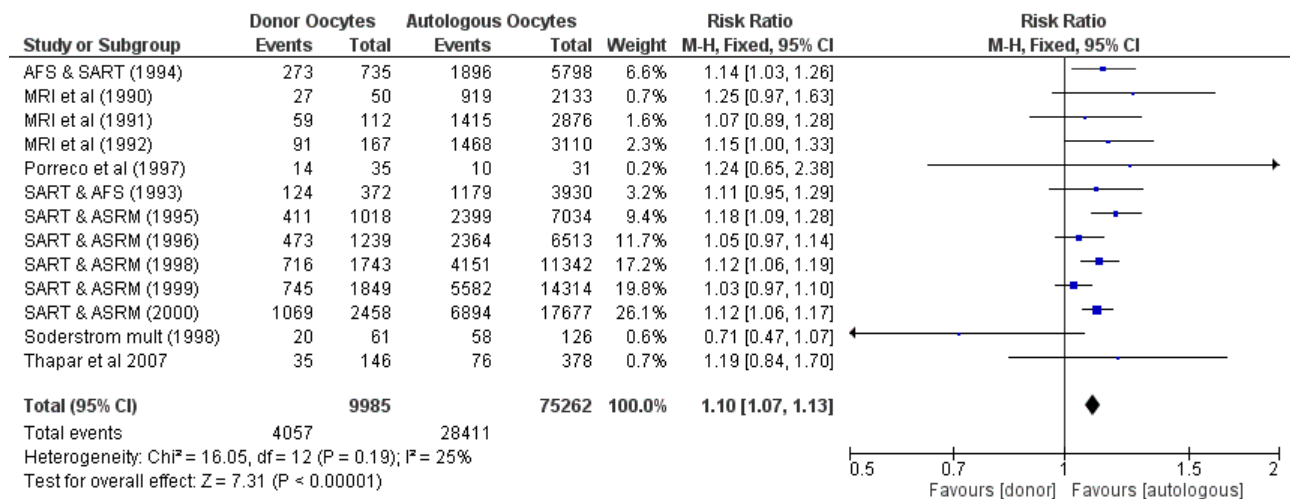 Donor Oocytes Autologous Oocytes Risk Ratio Risk Ratio
Study or Subgroup Events Total Events Total Weight M-H, Fixed, 95% CI M-H, Fixed, 95% CI
AFS & SART (1994) 273 735 1896 5798 6.6% 1.14 [1.03, 1.26]
MRI et al (1990) 27 50 919 2133 0.7% 1.25 [0.97, 1.63]
MRI et al (1991) 59 112 1415 2876 1.6% 1.07 [0.89, 1.28]
MRI et al (1992) 91 167 1468 3110 2.3% 1.15 [1.00, 1.33]
Porreco et al (1997) 14 35 10 31 0.2% 1.24 [0.65, 2.38]
SART & AFS (1993) 124 372 1179 3930 3.2% 1.11 [0.95, 1.29]
SART & ASRM (1995) 411 1018 2399 7034 9.4% 1.18 [1.09, 1.28]
SART & ASRM (1996) 473 1239 2364 6513 11.7% 1.05 [0.97, 1.14]
SART & ASRM (1998) 716 1743 4151 11342 17.2% 1.12 [1.06, 1.19]
SART & ASRM (1999) 745 1849 5582 14314 19.8% 1.03 [0.97, 1.10]
SART & ASRM (2000) 1069 2458 6894 17677 26.1% 1.12 [1.06, 1.17]
Soderstrom mult (1998) 20 61 58 126 0.6% 0.71 [0.47, 1.07]
Thapar et al 2007 35 146 76 378 0.7% 1.19 [0.84, 1.70]
Total (95% CI) 9985 75262 100.0% 1.10 [1.07, 1.13]
Total events 4057 28411
Heterogeneity: Chi² = 16.05, df = 12 (P = 0.19); I² = 25%
Test for overall effect: Z = 7.31 (P < 0.00001)
0.5 0.7 1 1.5 2
Favours [donor] Favours [autologous]